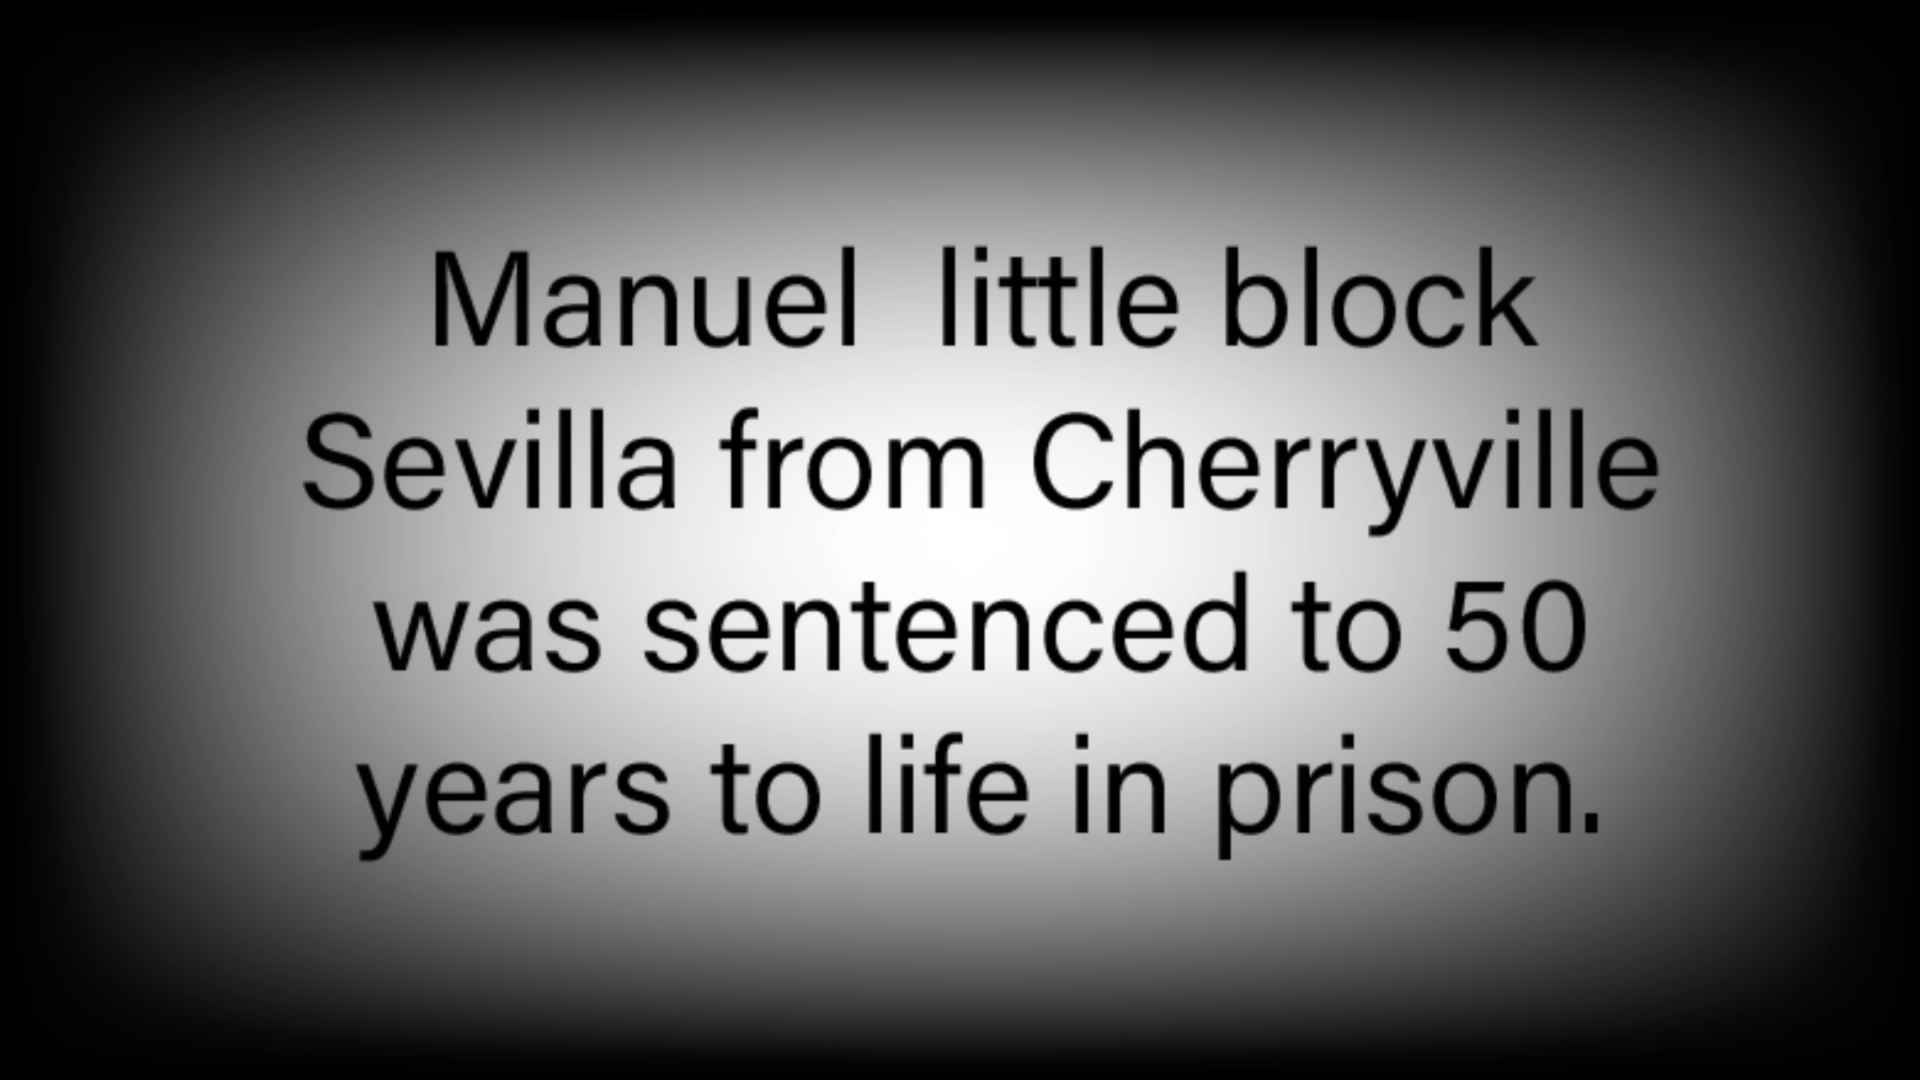 Manuel  little block
Sevilla from Cherryville
was sentenced to 50
years to life in prison.